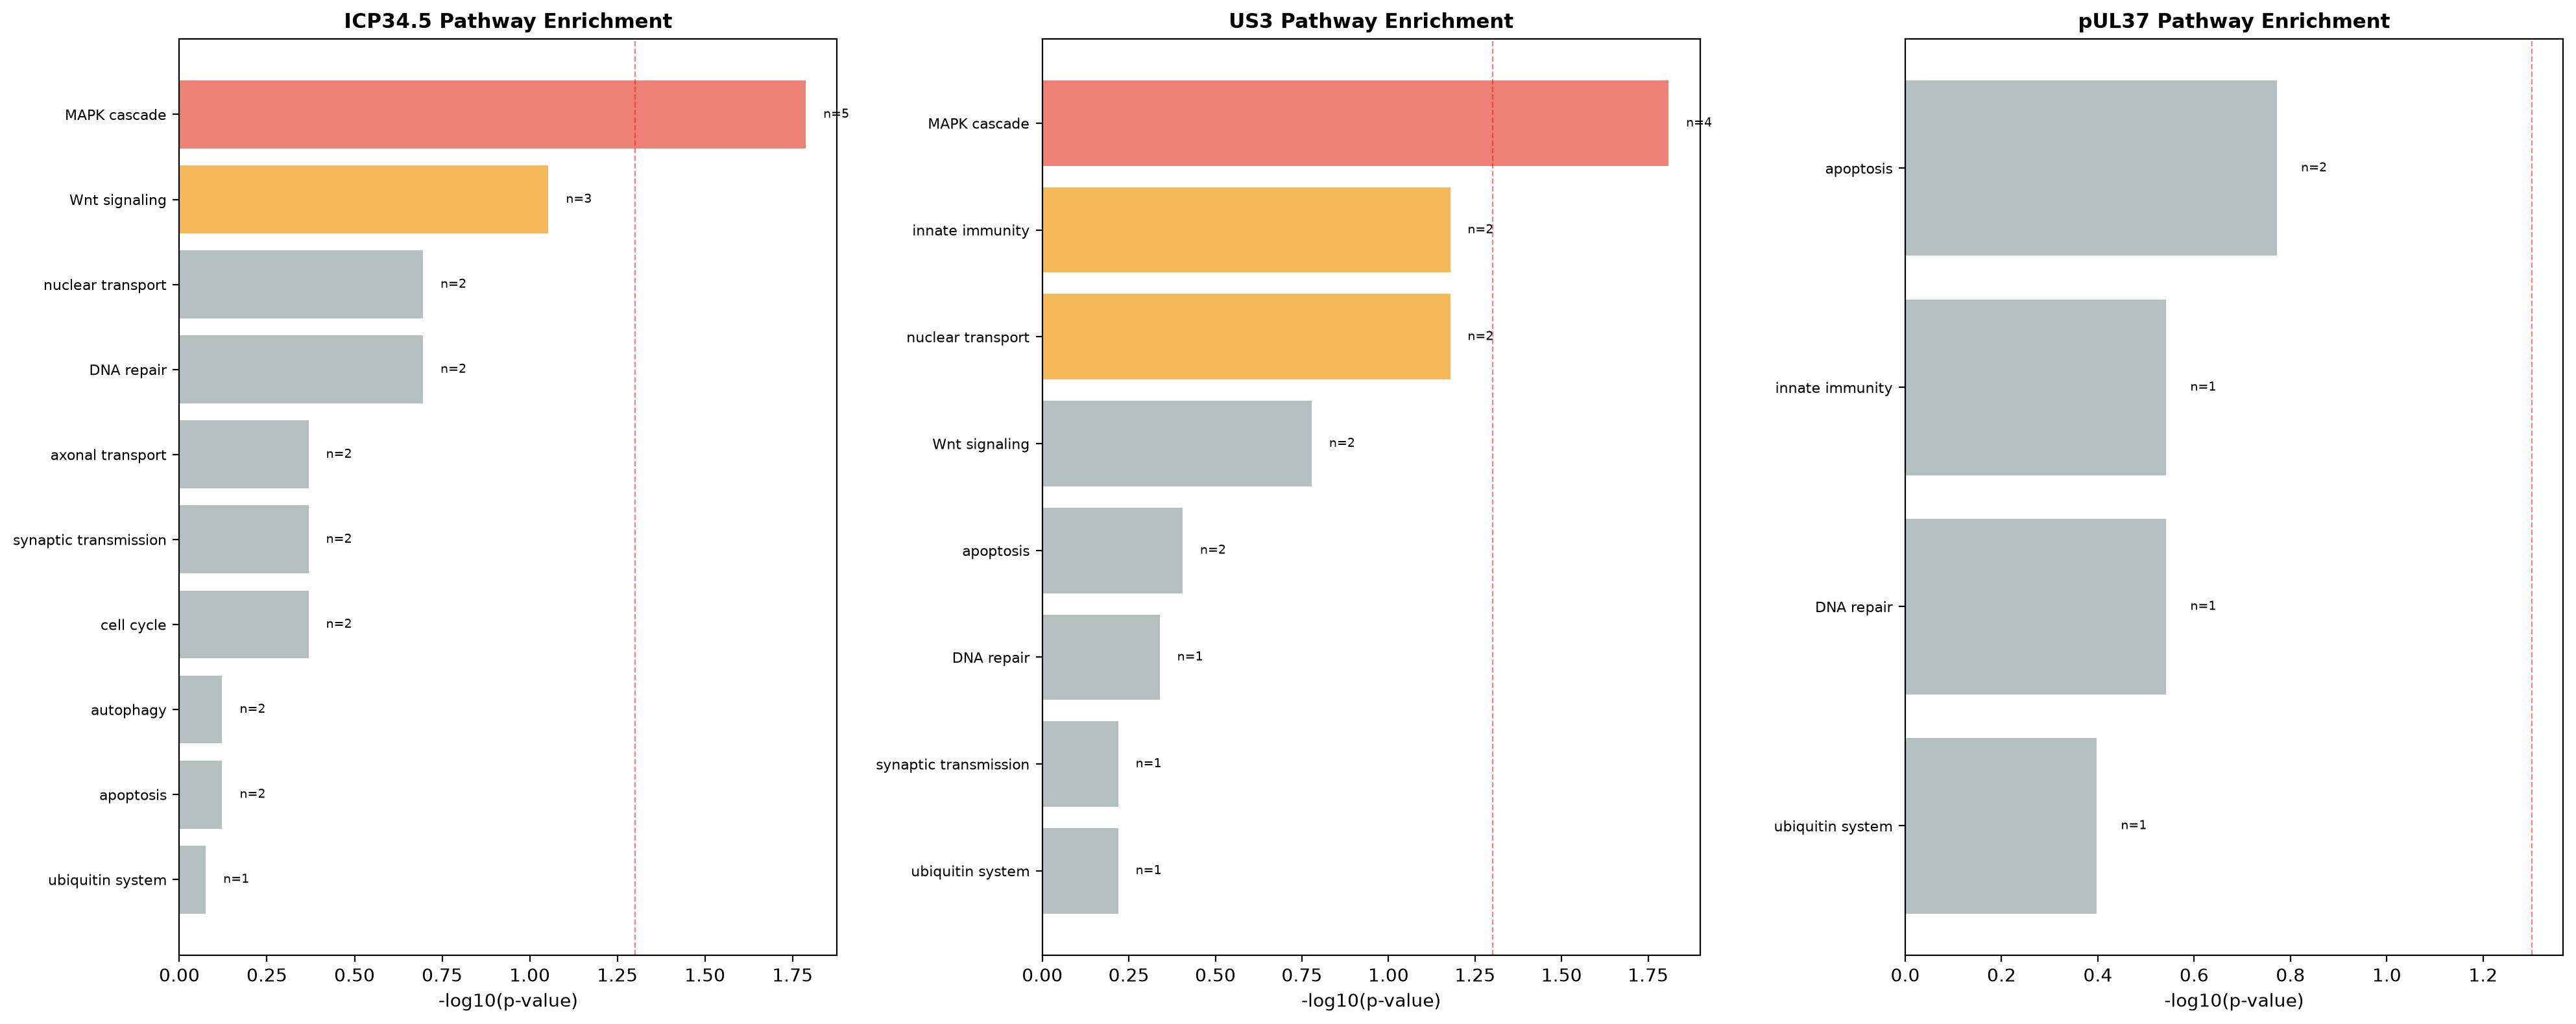 ICP34.5 Pathway Enrichment
MAPK cascade
n=5
Wnt signaling
n=3
nuclear transport
n=2
DNA repair
n=2
axonal transport
n=2
synaptic transmission
n=2
cell cycle
n=2
autophagy
n=2
apoptosis
n=2
ubiquitin system
n=1
0.00 0.25 0.50 0.75 1.00 1.25 1.50 1.75
-log10(p-value)
US3 Pathway Enrichment
MAPK cascade
n=4
innate immunity
n=2
nuclear transport
n=2
Wnt signaling
n=2
apoptosis
n=2
DNA repair
n=1
synaptic transmission
n=1
ubiquitin system
n=1
0.00 0.25 0.50 0.75 1.00 1.25 1.50 1.75
-log10(p-value)
pUL37 Pathway Enrichment
apoptosis
n=2
innate immunity
n=1
DNA repair
n=1
ubiquitin system
n=1
0.0 0.2 0.4 0.6 0.8 1.0 1.2
-log10(p-value)